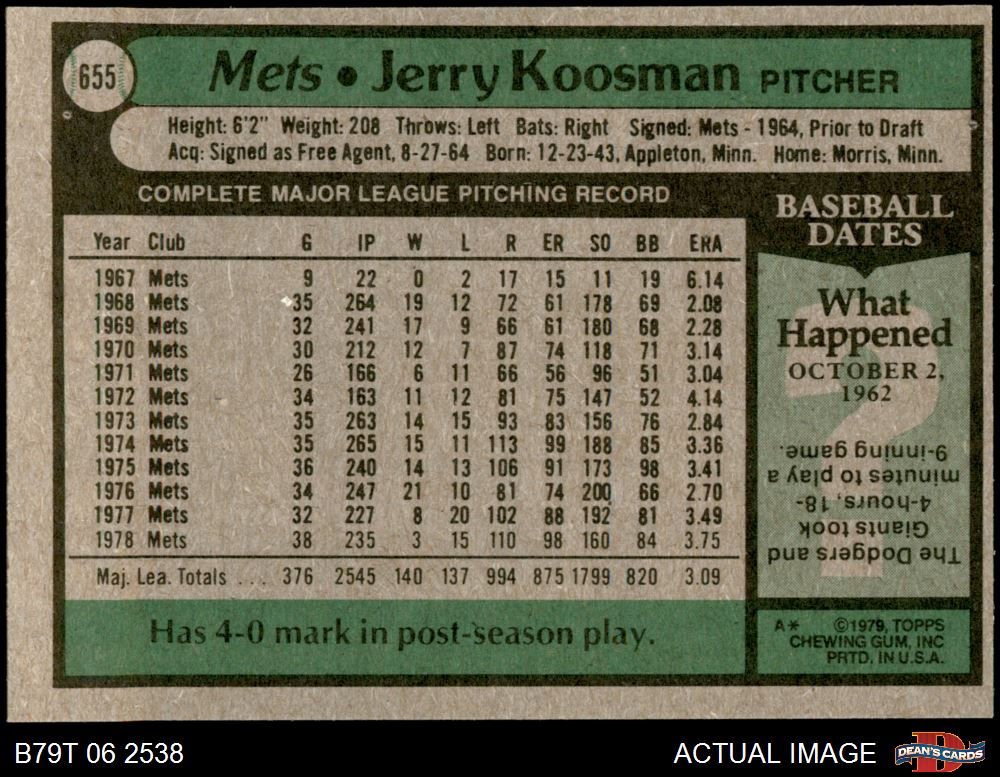 655
Mets • Jerry Koosman PITCHER
Height: 6'2" Weight: 208 Throws: Left Bats: Right Signed: Mets - 1964, Prior to Draft
Acq: Signed as Free Agent, 8-27-64 Born: 12-23-43, Appleton, Minn. Home: Morris, Minn.
COMPLETE MAJOR LEAGUE PITCHING RECORD
Year Club G IP W L R ER SO BB ERA
1967 Mets 9 22 0 2 17 15 11 19 6.14
1968 Mets 35 264 19 12 72 61 178 69 2.08
1969 Mets 32 241 17 9 66 61 180 68 2.28
1970 Mets 30 212 12 7 87 74 118 71 3.14
1971 Mets 26 166 6 11 66 56 96 51 3.04
1972 Mets 34 163 11 12 81 75 147 52 4.14
1973 Mets 35 263 14 15 93 83 156 76 2.84
1974 Mets 35 265 15 11 113 99 188 85 3.36
1975 Mets 36 240 14 13 106 91 173 98 3.41
1976 Mets 34 247 21 10 81 74 200 66 2.70
1977 Mets 32 227 8 20 102 88 192 81 3.49
1978 Mets 38 235 3 15 110 98 160 84 3.75
Maj. Lea. Totals ... 376 2545 140 137 994 875 1799 820 3.09
Has 4-0 mark in post-season play.
BASEBALL
DATES
What
Happened
OCTOBER 2,
1962
The Dodgers and
Giants took
4-hours, 18-
minutes to play a
9-inning game.
A* ©1979, TOPPS
CHEWING GUM, INC
PRTD. IN U.S.A.
B79T 06 2538
ACTUAL IMAGE
D
DEAN'S CARDS